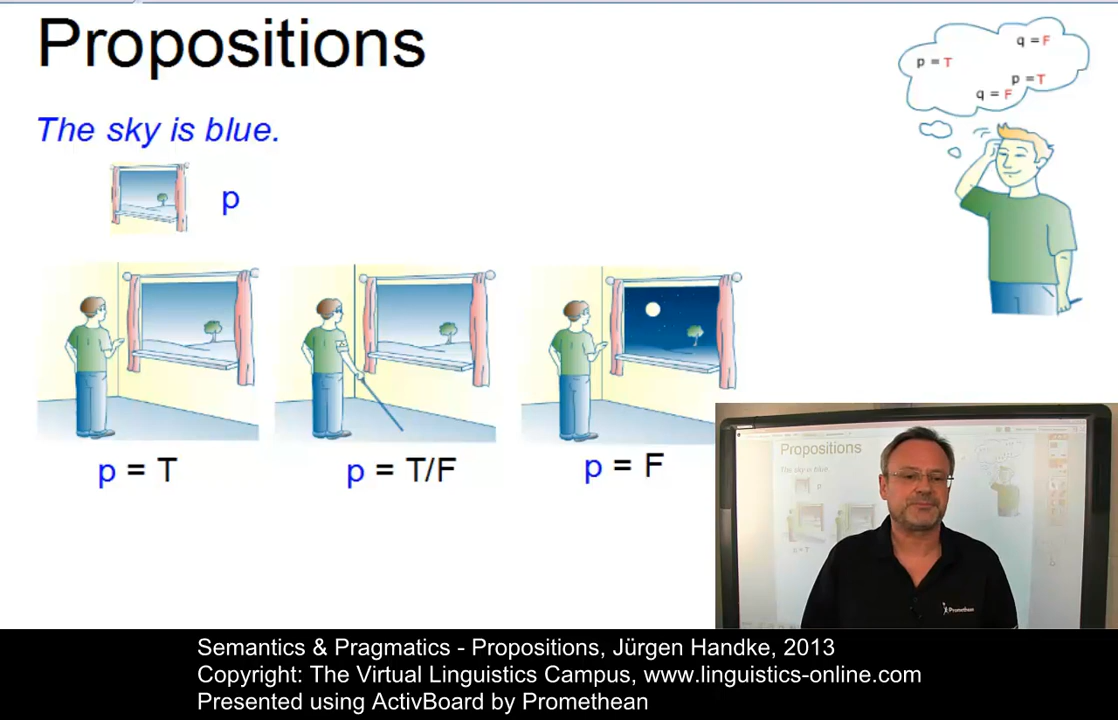 Propositions
q = F
p = T
p = T
q = F
The sky is blue.
p
p = T
p = T/F
p = F
Propositions
The sky is blue.
p
Promethean
Semantics & Pragmatics - Propositions, Jürgen Handke, 2013
Copyright: The Virtual Linguistics Campus, www.linguistics-online.com
Presented using ActivBoard by Promethean